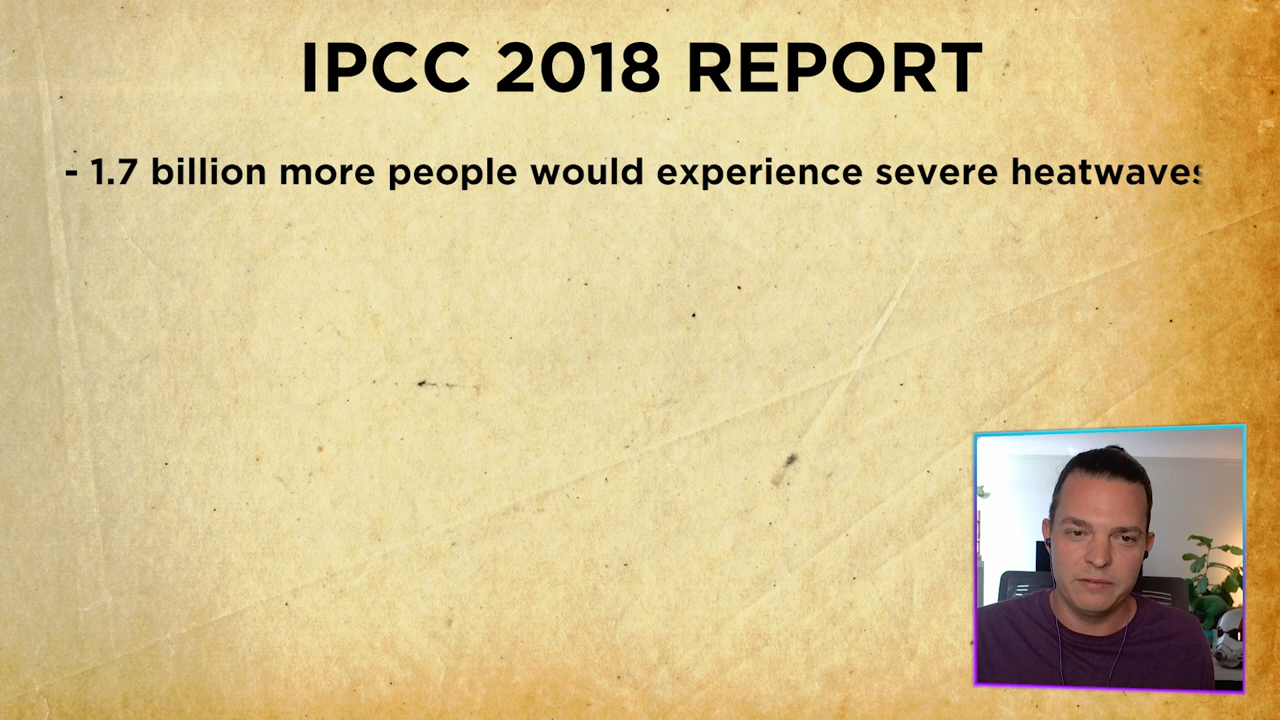 IPCC 2018 REPORT
- 1.7 billion more people would experience severe heatwaves